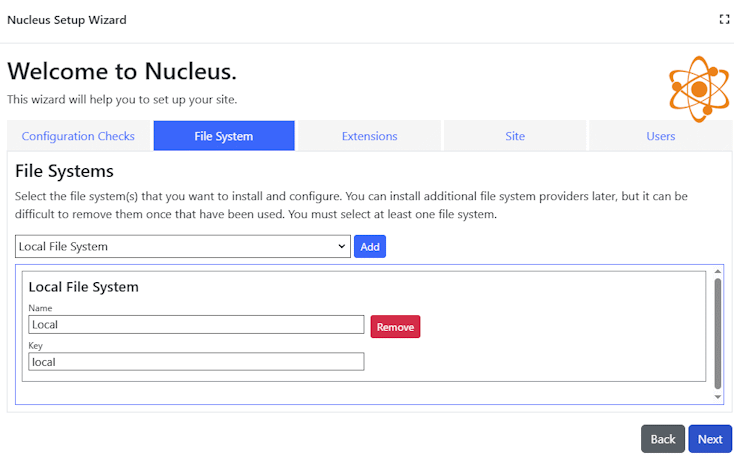 Nucleus Setup Wizard
Welcome to Nucleus.
This wizard will help you to set up your site.
Configuration Checks
File System
Extensions
Site
Users
File Systems
Select the file system(s) that you want to install and configure. You can install additional file system providers later, but it can be
difficult to remove them once that have been used. You must select at least one file system.
Local File System
Add
Local File System
Name
Local
Remove
Key
local
Back
Next